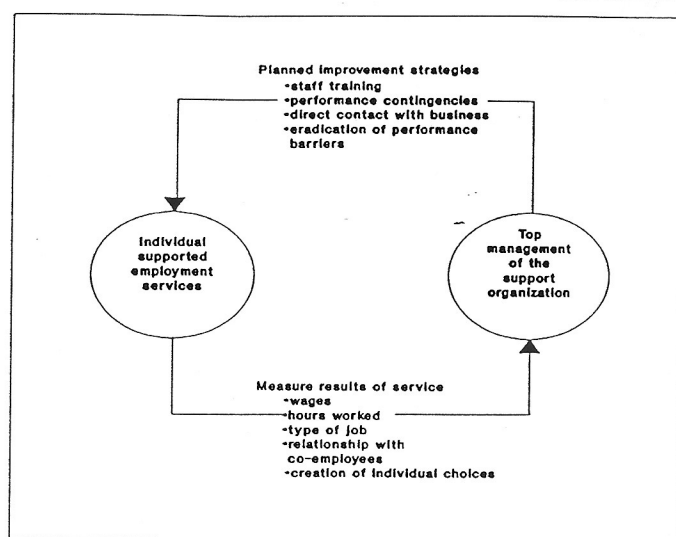 Planned improvement strategies
•staff training
•performance contingencies
•direct contact with business
•eradication of performance
barriers
Individual
supported
employment
services
Top
management
of the
support
organization
Measure results of service
•wages
•hours worked
•type of job
•relationship with
co-employees
•creation of individual choices